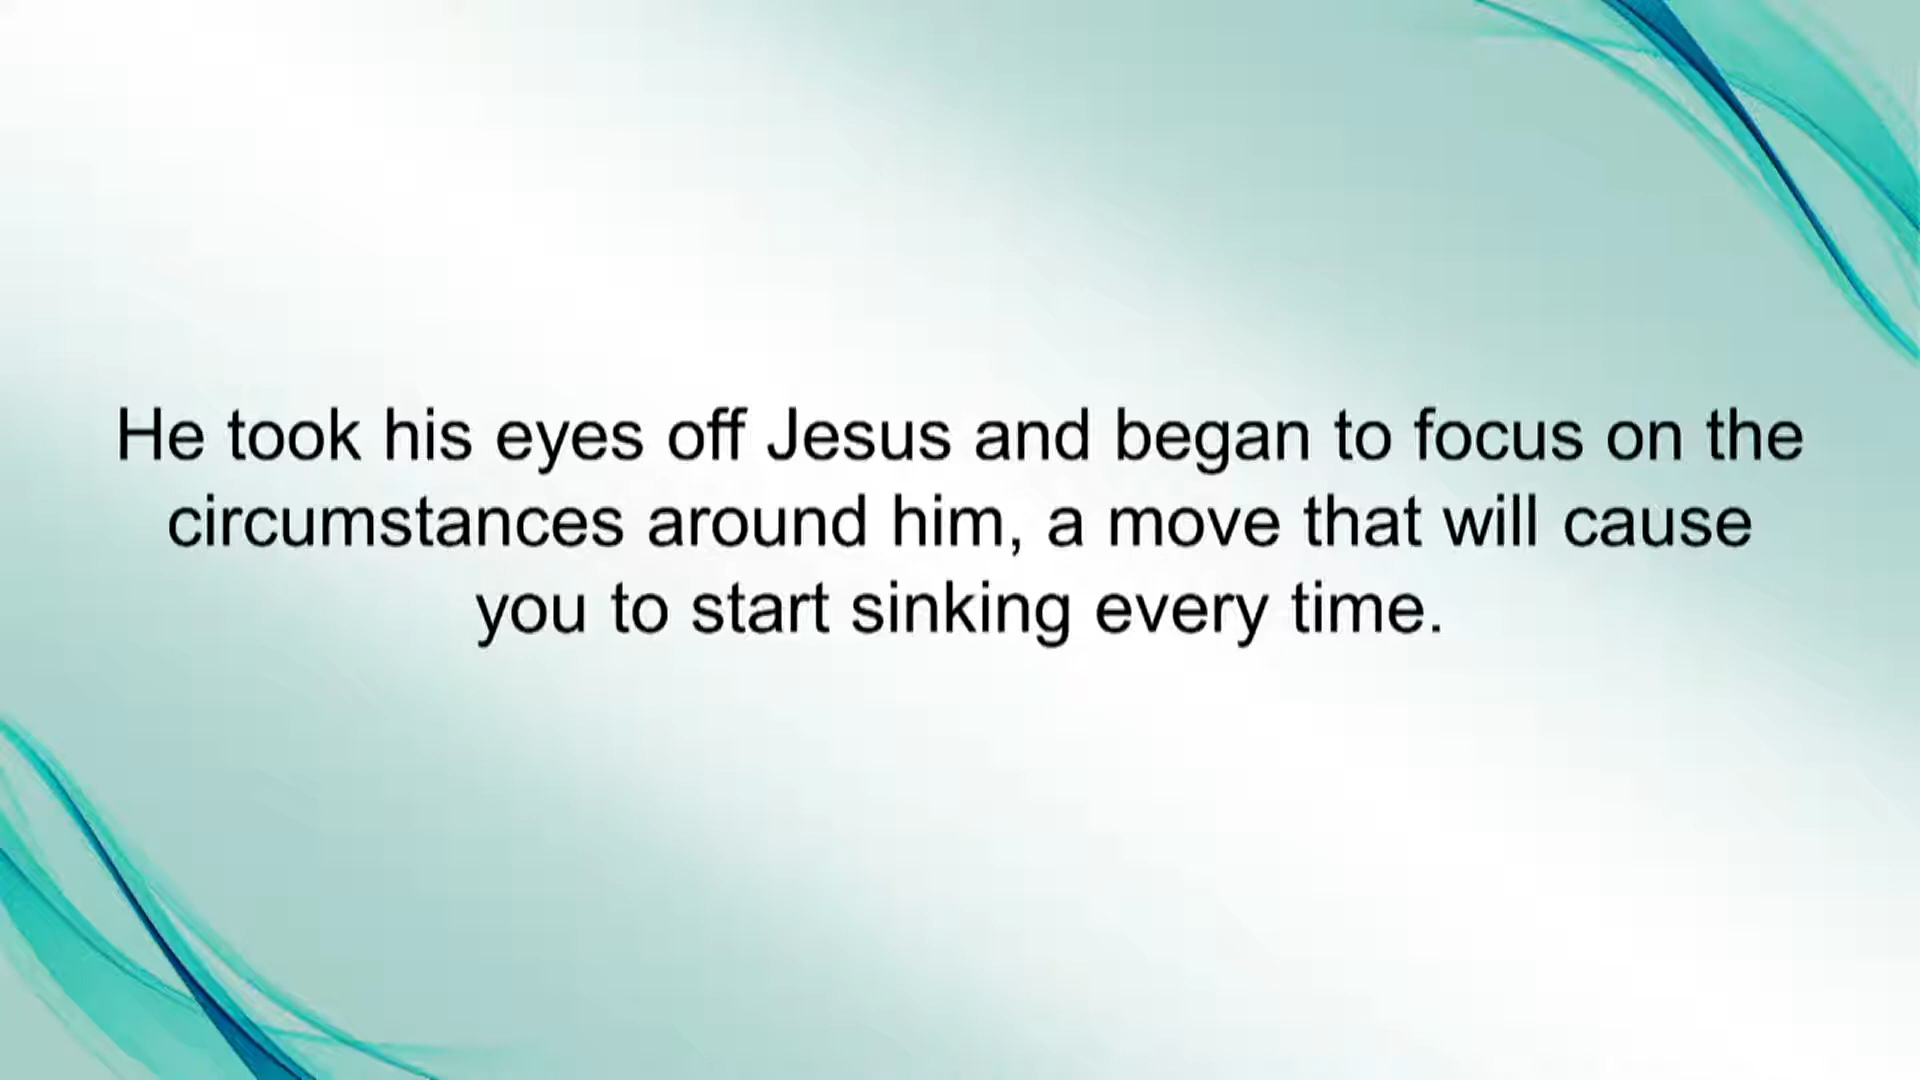 He took his eyes off Jesus and began to focus on the
circumstances around him, a move that will cause
you to start sinking every time.